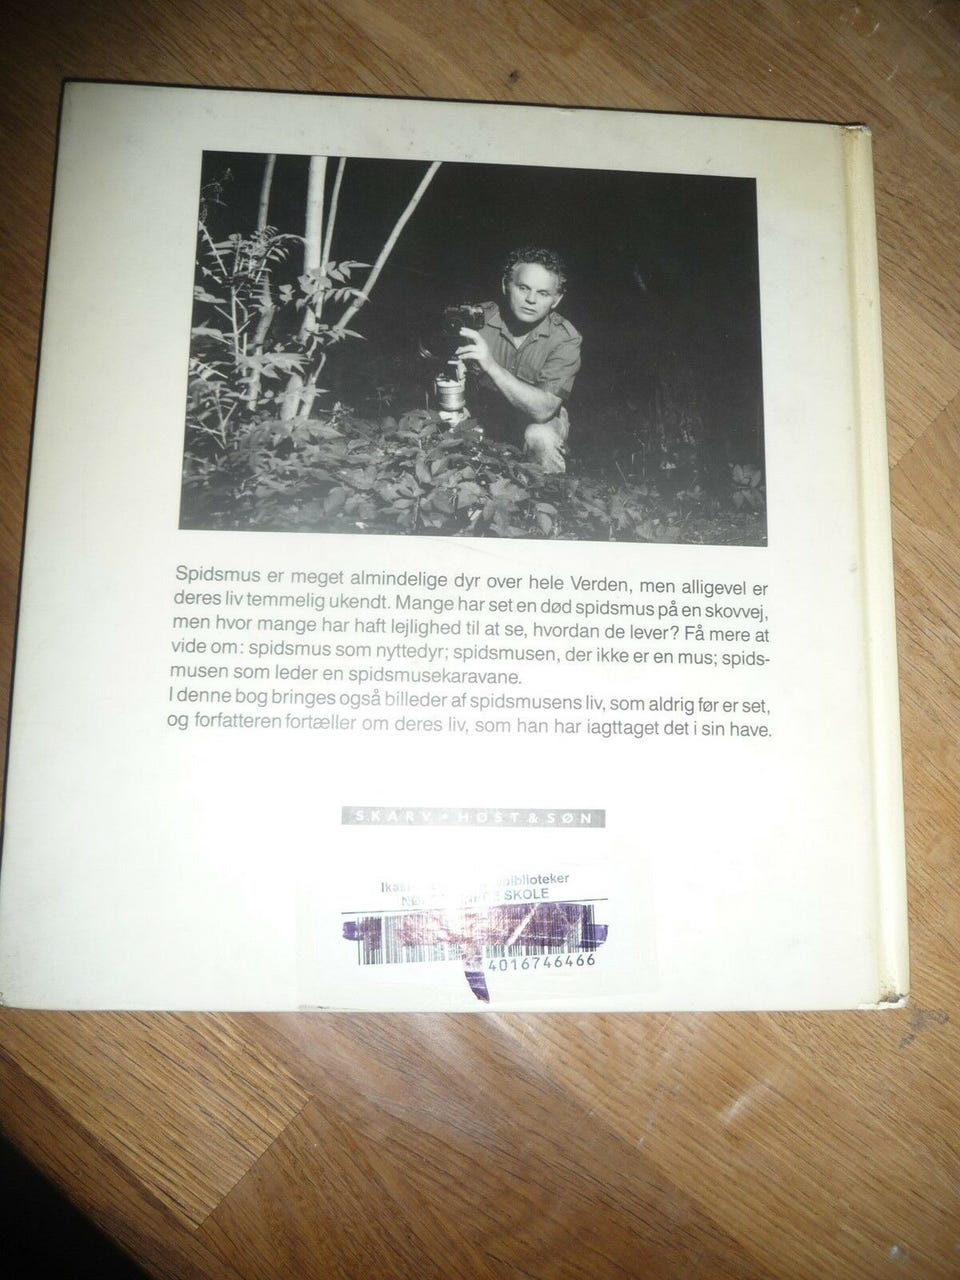 Spidsmus er meget almindelige dyr over hele Verden, men alligevel er
deres liv temmelig ukendt. Mange har set en død spidsmus på en skovvej,
men hvor mange har haft lejlighed til at se, hvordan de lever? Få mere at
vide om: spidsmus som nyttedyr; spidsmusen, der ikke er en mus; spids-
musen som leder en spidsmusekaravane.
I denne bog bringes også billeder af spidsmusens liv, som aldrig før er set,
og forfatteren fortæller om deres liv, som han har iagttaget det i sin have.
SKARV - HØST & SØN
SKOLE
4016746466